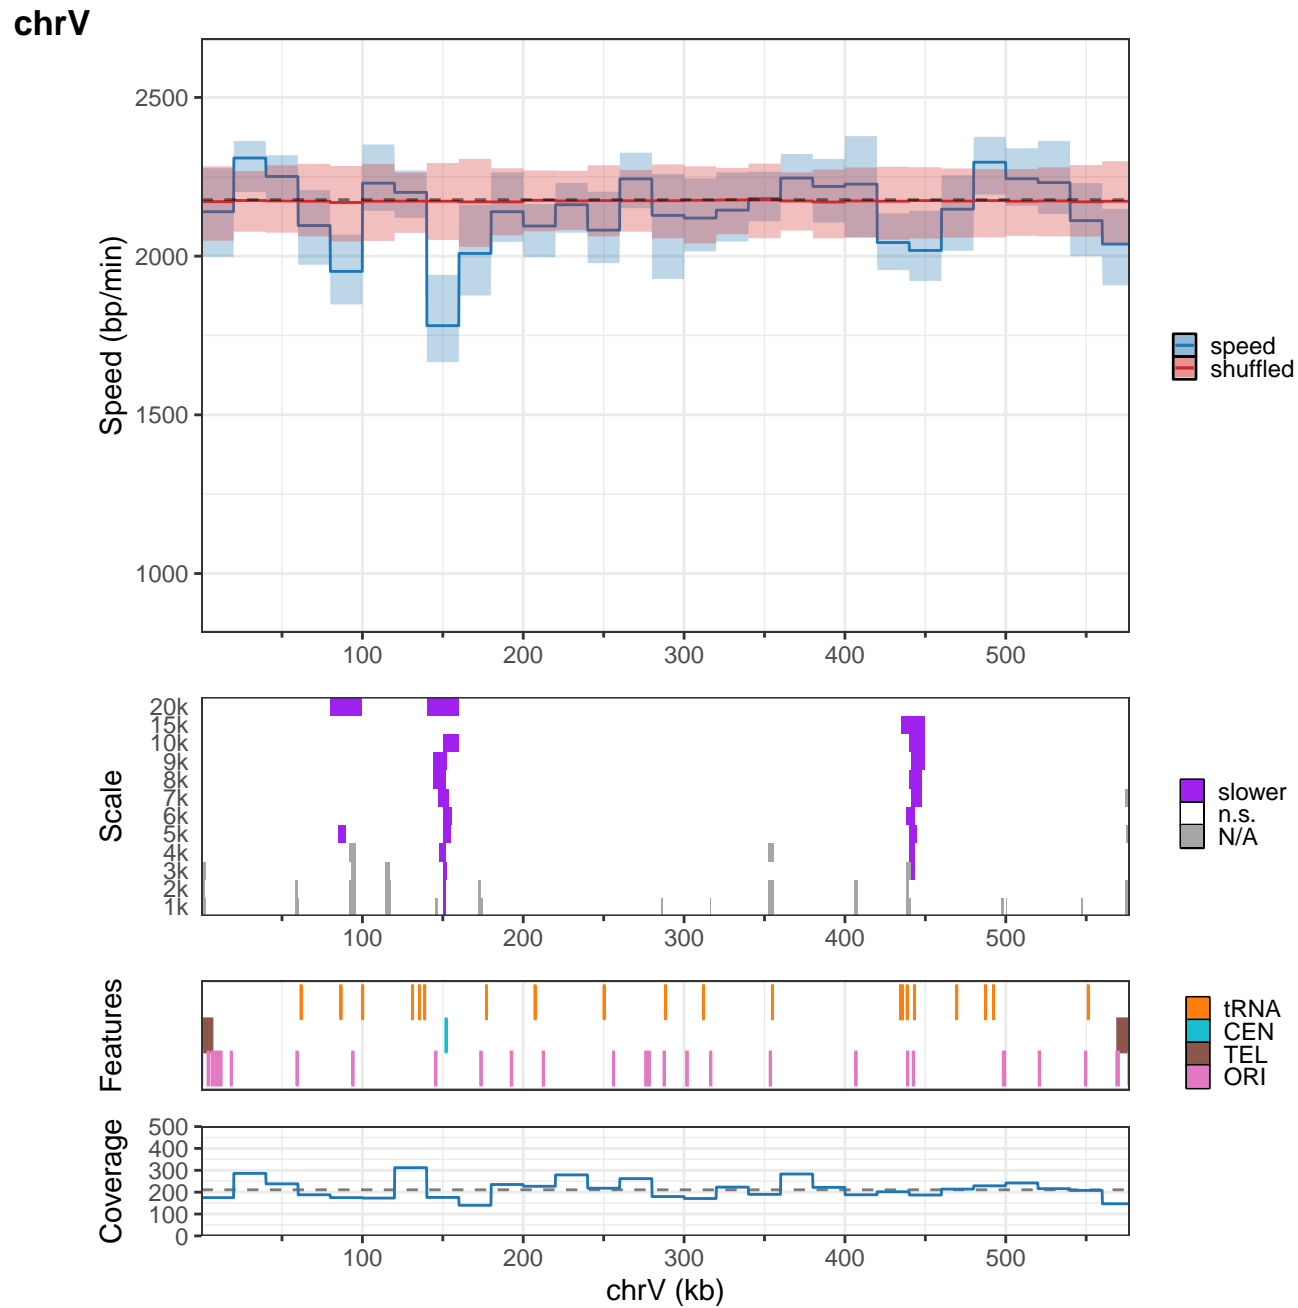 chrV
Speed (bp/min)
2500
2000
1500
1000
100 200 300 400 500
speed
shuffled
Scale
20k
15k
10k
9k
8k
7k
6k
5k
4k
3k
2k
1k
100 200 300 400 500
slower
n.s.
N/A
Features
tRNA
CEN
TEL
ORI
Coverage
500
400
300
200
100
0
100 200 300 400 500
chrV (kb)